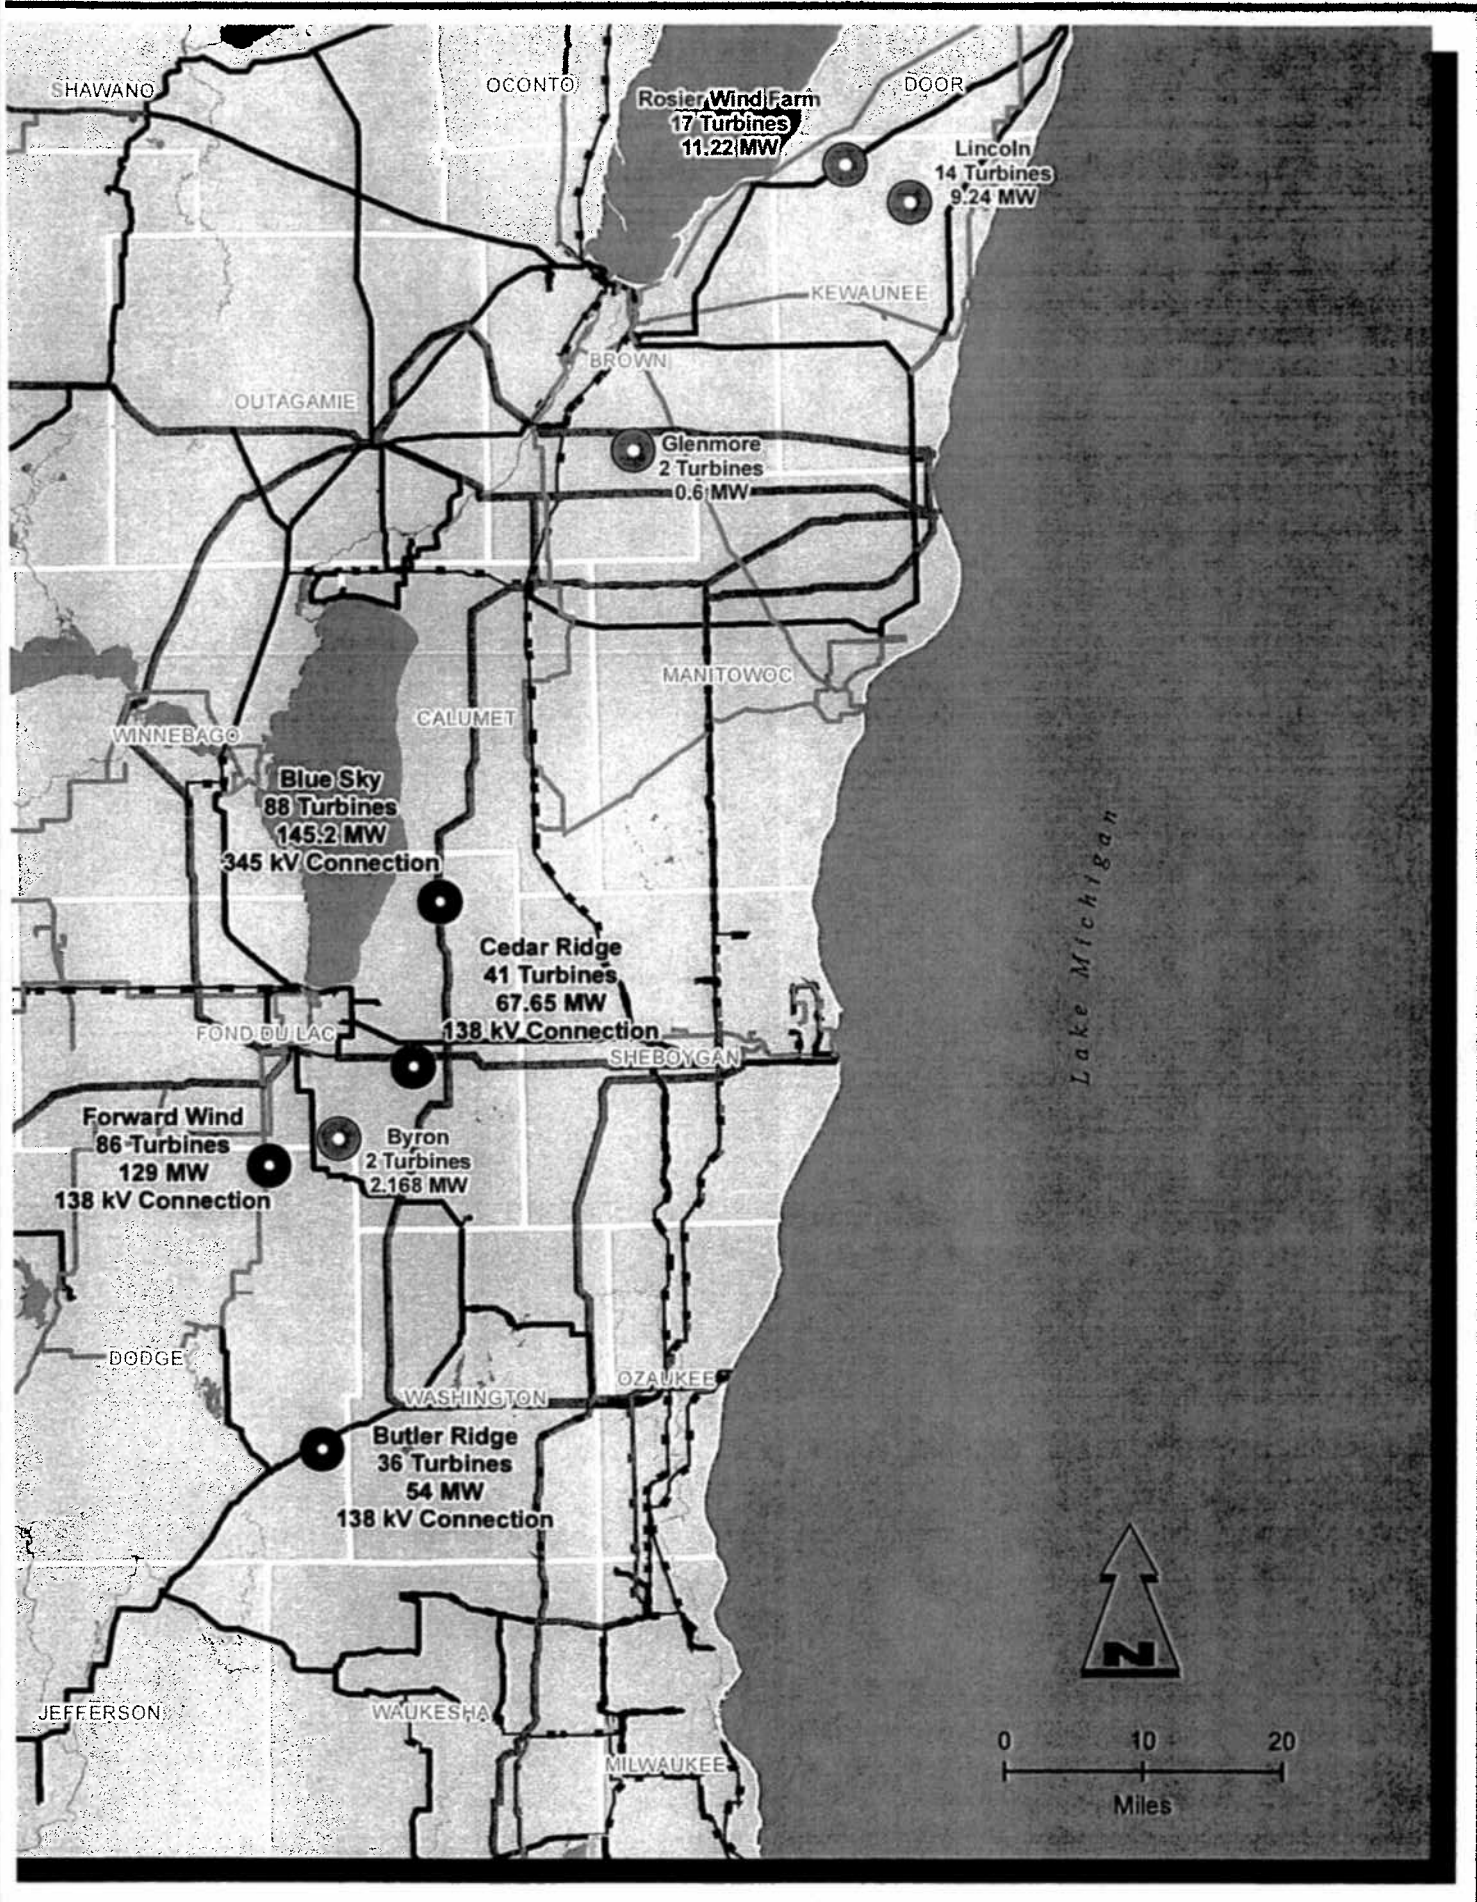 SHAWANO
OCONTO
DOOR
Rosier Wind Farm
17 Turbines
11.22 MW
Lincoln
14 Turbines
9.24 MW
KEWAUNEE
BROWN
OUTAGAMIE
Glenmore
2 Turbines
0.6 MW
MANITOWOC
CALUMET
WINNEBAGO
Blue Sky
88 Turbines
145.2 MW
345 kV Connection
Lake Michigan
Cedar Ridge
41 Turbines
67.65 MW
138 kV Connection
FOND DU LAC
SHEBOYGAN
Forward Wind
86 Turbines
129 MW
138 kV Connection
Byron
2 Turbines
2.168 MW
DODGE
OZAUKEE
WASHINGTON
Butler Ridge
36 Turbines
54 MW
138 kV Connection
N
JEFFERSON
WAUKESHA
MILWAUKEE
0 10 20
Miles